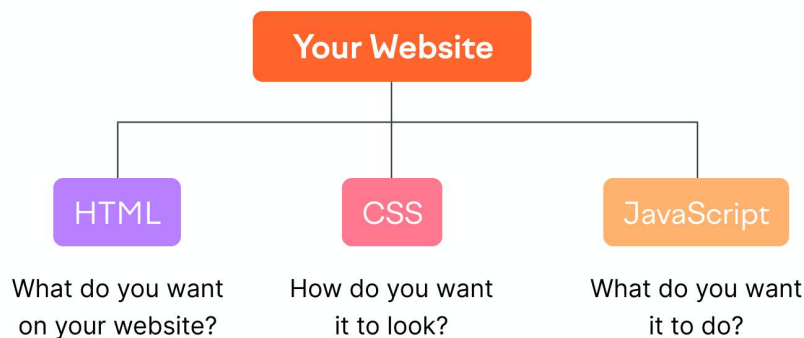 Your Website
HTML
CSS
JavaScript
What do you want
on your website?
How do you want
it to look?
What do you want
it to do?